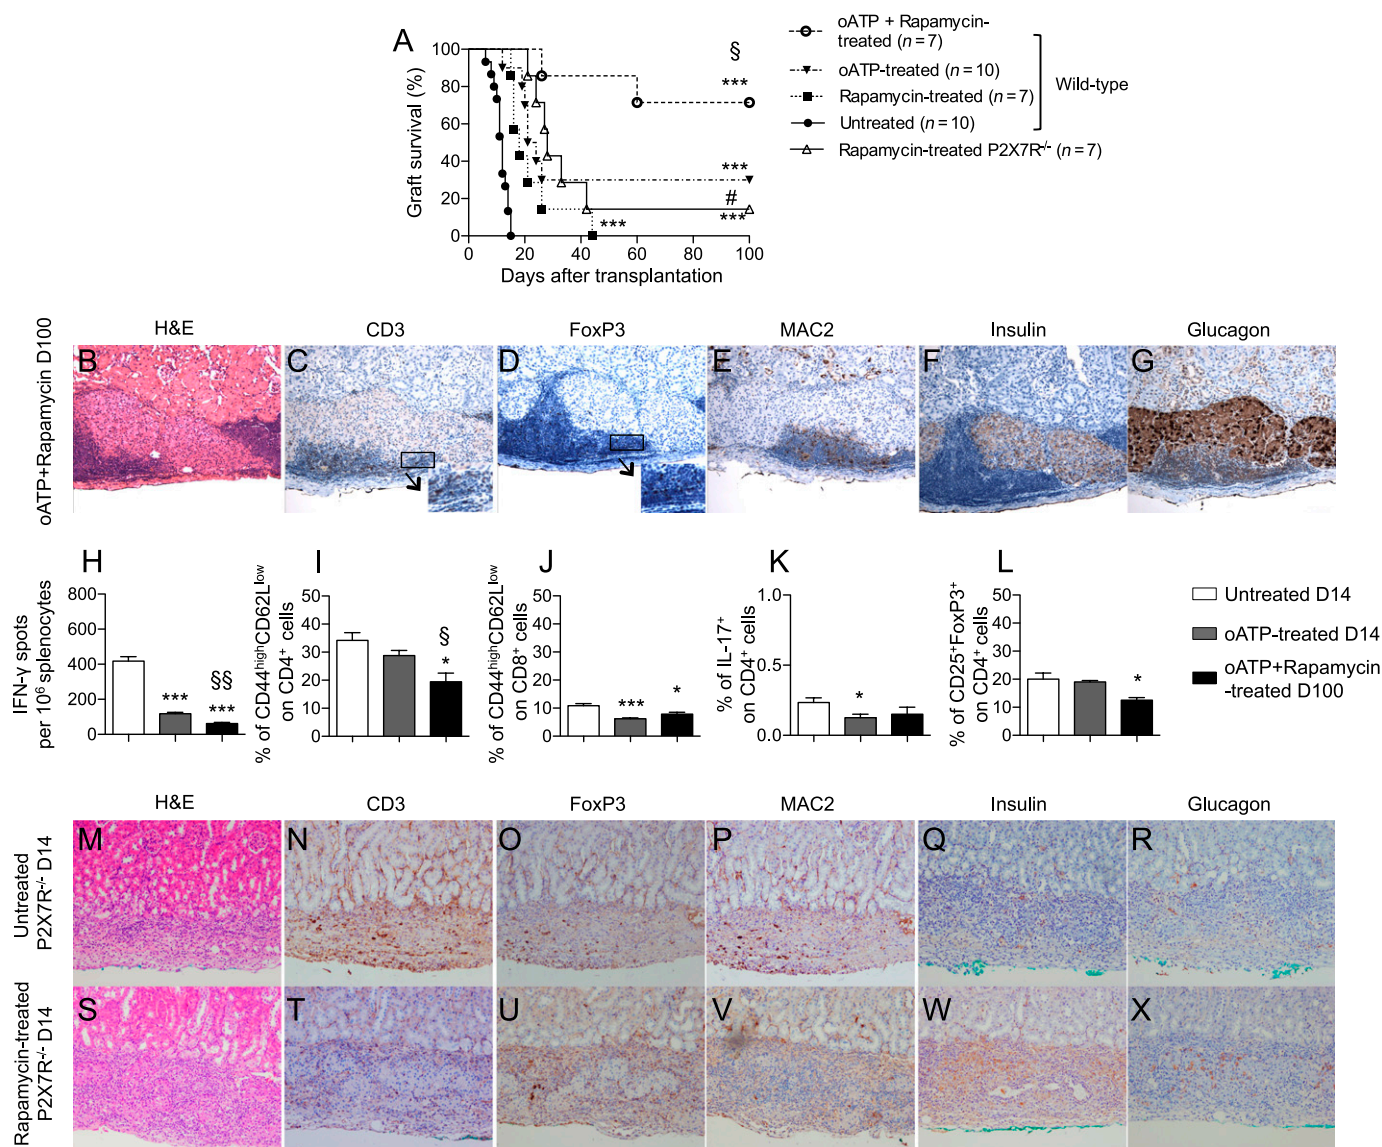 A
Graft survival (%)
100
80
60
40
20
0
0 20 40 60 80 100
Days after transplantation
§
***
***
#
***
***
oATP + Rapamycin-
treated (n = 7)
oATP-treated (n = 10)
Rapamycin-treated (n = 7)
Untreated (n = 10)
Rapamycin-treated P2X7R-/- (n = 7)
Wild-type
oATP+Rapamycin D100
H&E CD3 FoxP3 MAC2 Insulin Glucagon
B C D E F G
H
IFN-γ spots
per 10⁶ splenocytes
800
600
400
200
0
***
§§
***
I
% of CD44highCD62Llow
on CD4+ cells
50
40
30
20
10
0
§
*
J
% of CD44highCD62Llow
on CD8+ cells
50
40
30
20
10
0
***
*
K
% of IL-17+
on CD4+ cells
1.0
0.5
0.0
*
L
% of CD25+FoxP3+
on CD4+ cells
50
40
30
20
10
0
*
Untreated D14
oATP-treated D14
oATP+Rapamycin
-treated D100
H&E CD3 FoxP3 MAC2 Insulin Glucagon
Untreated
P2X7R-/- D14
M N O P Q R
Rapamycin-treated
P2X7R-/- D14
S T U V W X